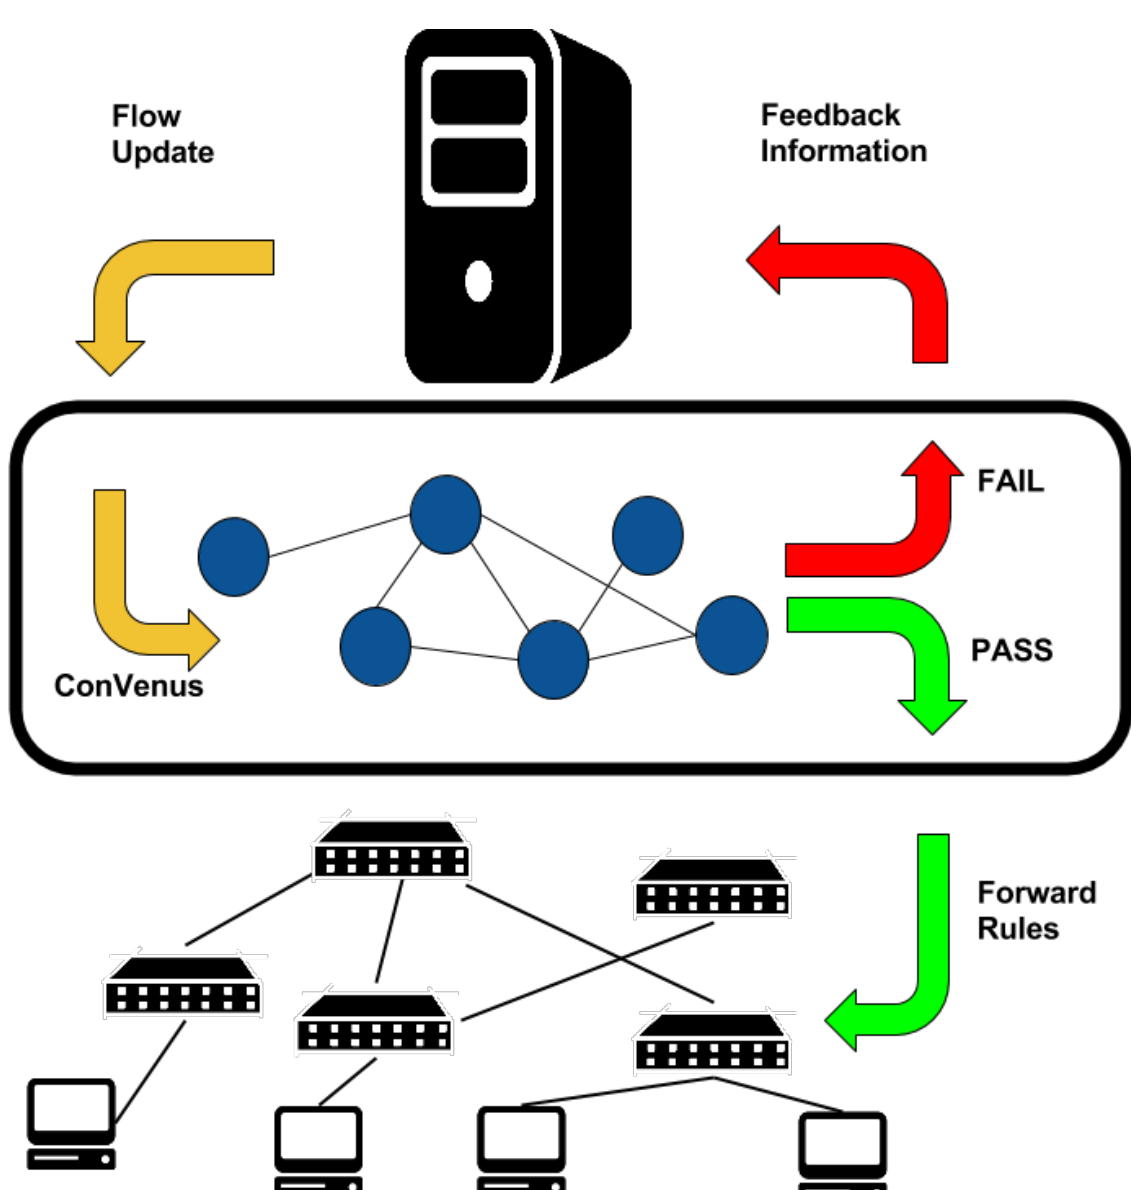 Flow
Update
Feedback
Information
FAIL
PASS
ConVenus
Forward
Rules